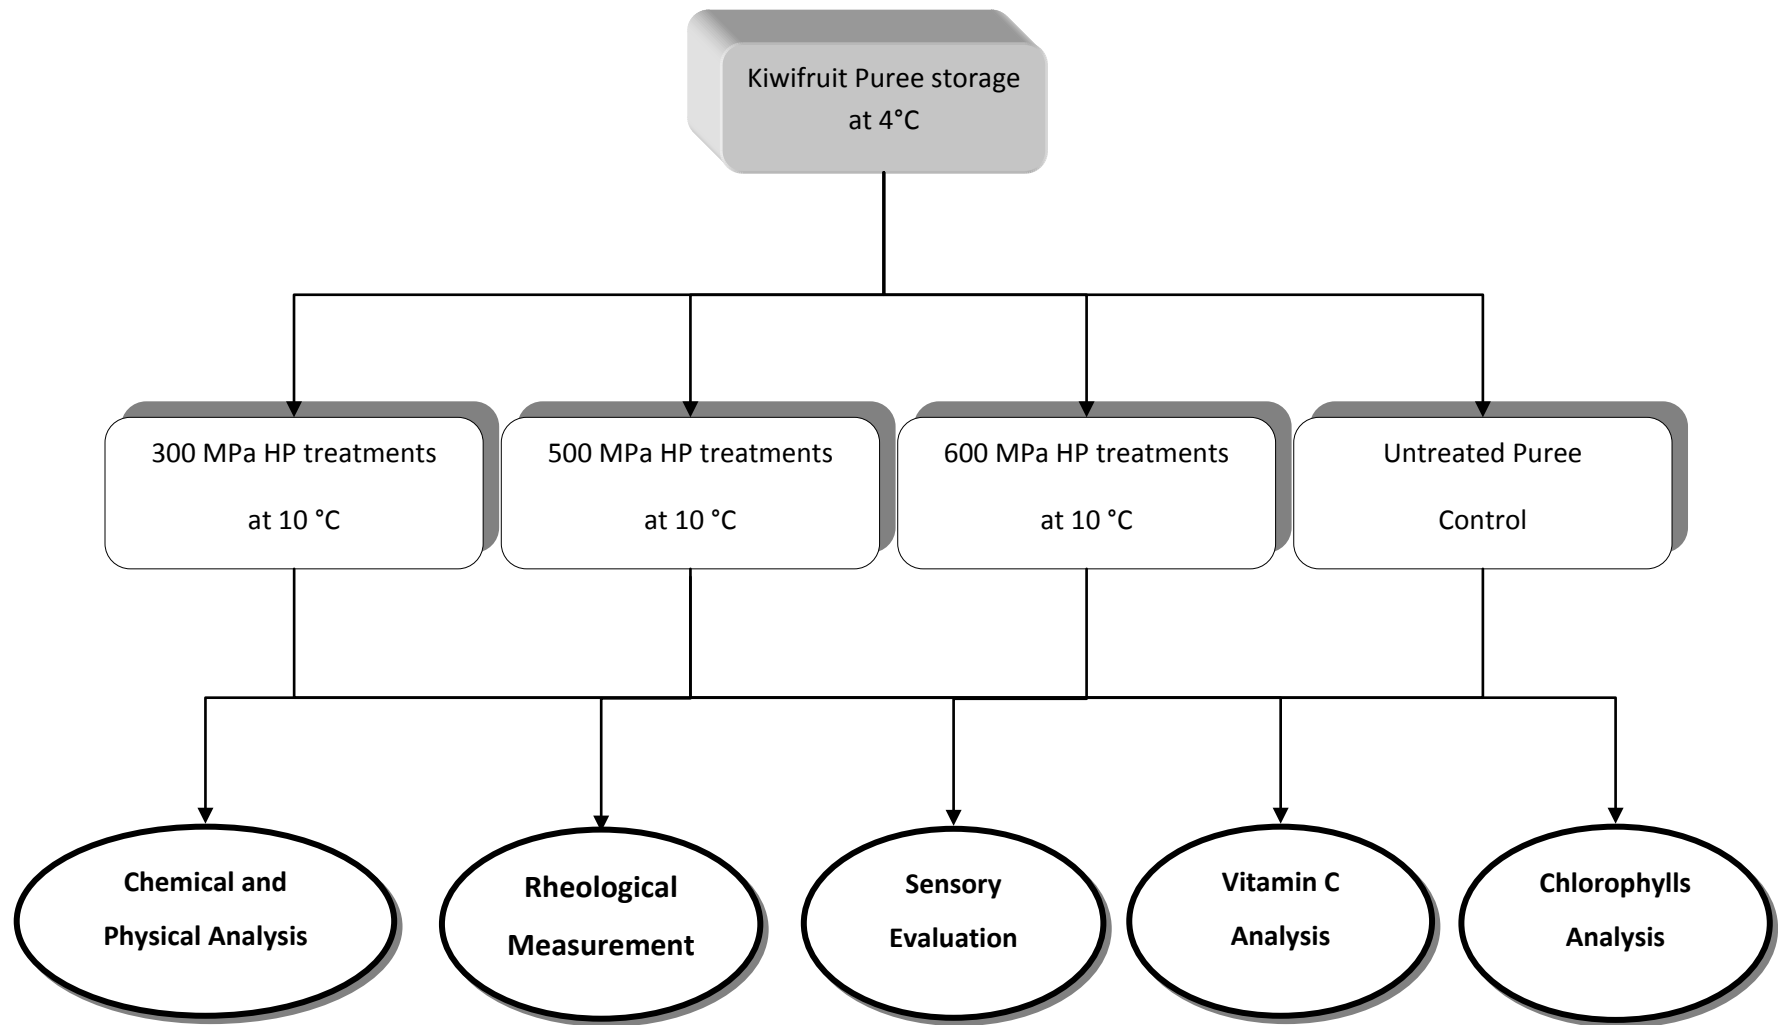 Kiwifruit Puree storage
at 4°C
300 MPa HP treatments
at 10 °C
500 MPa HP treatments
at 10 °C
600 MPa HP treatments
at 10 °C
Untreated Puree
Control
Chemical and
Physical Analysis
Rheological
Measurement
Sensory
Evaluation
Vitamin C
Analysis
Chlorophylls
Analysis